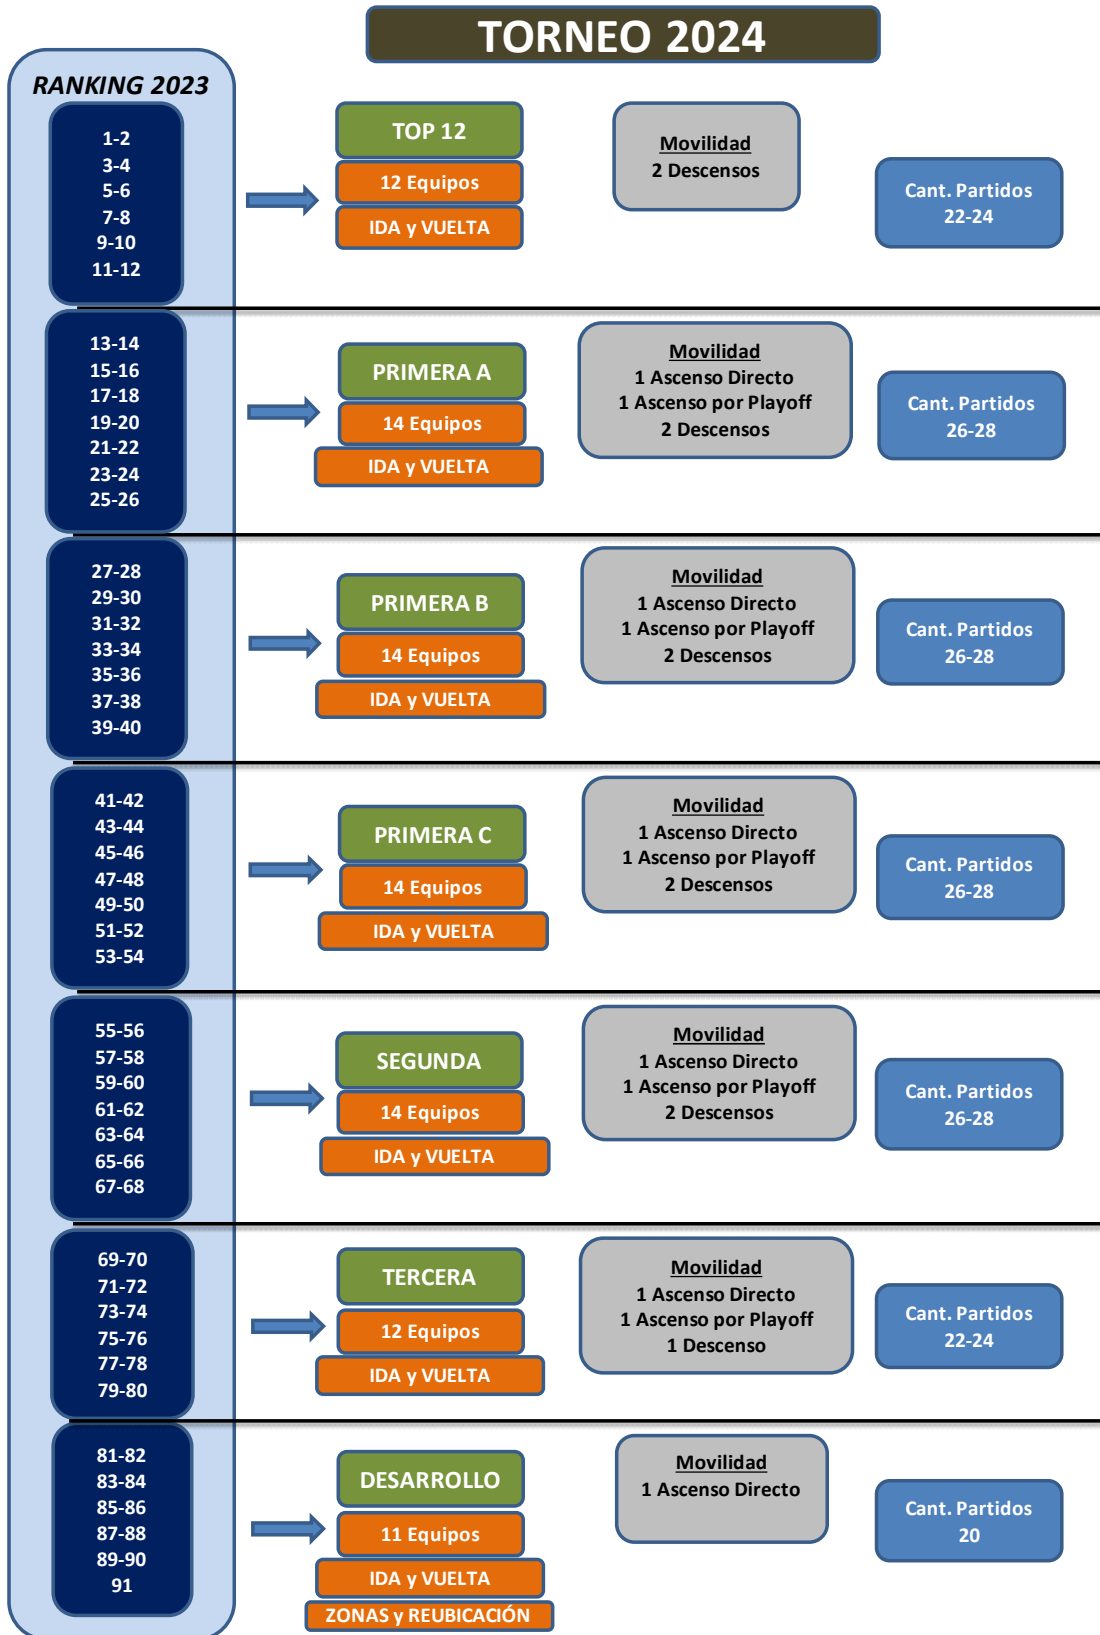 TORNEO 2024
RANKING 2023
1-2
3-4
5-6
7-8
9-10
11-12
TOP 12
12 Equipos
IDA y VUELTA
Movilidad
2 Descensos
Cant. Partidos
22-24
13-14
15-16
17-18
19-20
21-22
23-24
25-26
PRIMERA A
14 Equipos
IDA y VUELTA
Movilidad
1 Ascenso Directo
1 Ascenso por Playoff
2 Descensos
Cant. Partidos
26-28
27-28
29-30
31-32
33-34
35-36
37-38
39-40
PRIMERA B
14 Equipos
IDA y VUELTA
Movilidad
1 Ascenso Directo
1 Ascenso por Playoff
2 Descensos
Cant. Partidos
26-28
41-42
43-44
45-46
47-48
49-50
51-52
53-54
PRIMERA C
14 Equipos
IDA y VUELTA
Movilidad
1 Ascenso Directo
1 Ascenso por Playoff
2 Descensos
Cant. Partidos
26-28
55-56
57-58
59-60
61-62
63-64
65-66
67-68
SEGUNDA
14 Equipos
IDA y VUELTA
Movilidad
1 Ascenso Directo
1 Ascenso por Playoff
2 Descensos
Cant. Partidos
26-28
69-70
71-72
73-74
75-76
77-78
79-80
TERCERA
12 Equipos
IDA y VUELTA
Movilidad
1 Ascenso Directo
1 Ascenso por Playoff
1 Descenso
Cant. Partidos
22-24
81-82
83-84
85-86
87-88
89-90
91
DESARROLLO
11 Equipos
IDA y VUELTA
ZONAS y REUBICACIÓN
Movilidad
1 Ascenso Directo
Cant. Partidos
20